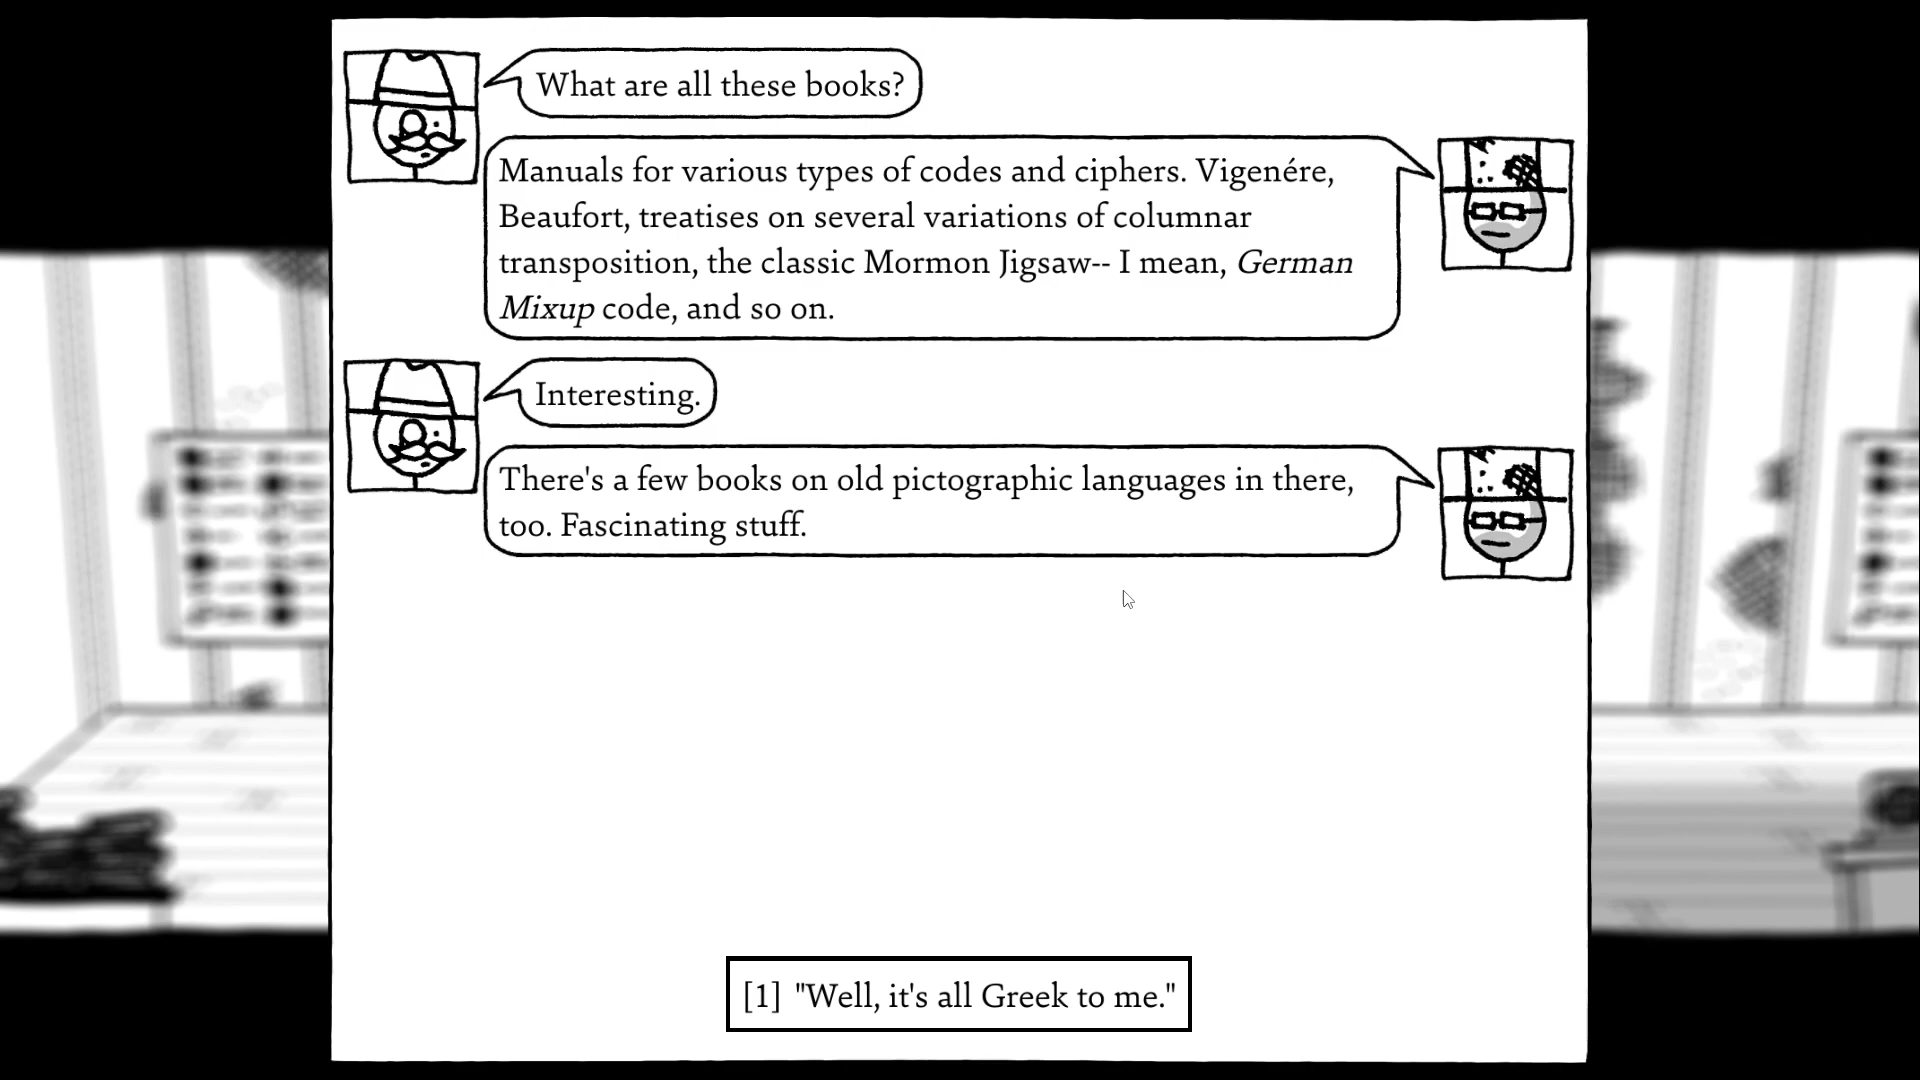 What are all these books?
Manuals for various types of codes and ciphers. Vigenére,
Beaufort, treatises on several variations of columnar
transposition, the classic Mormon Jigsaw-- I mean, German
Mixup code, and so on.
Interesting.
There's a few books on old pictographic languages in there,
too. Fascinating stuff.
[1] "Well, it's all Greek to me."